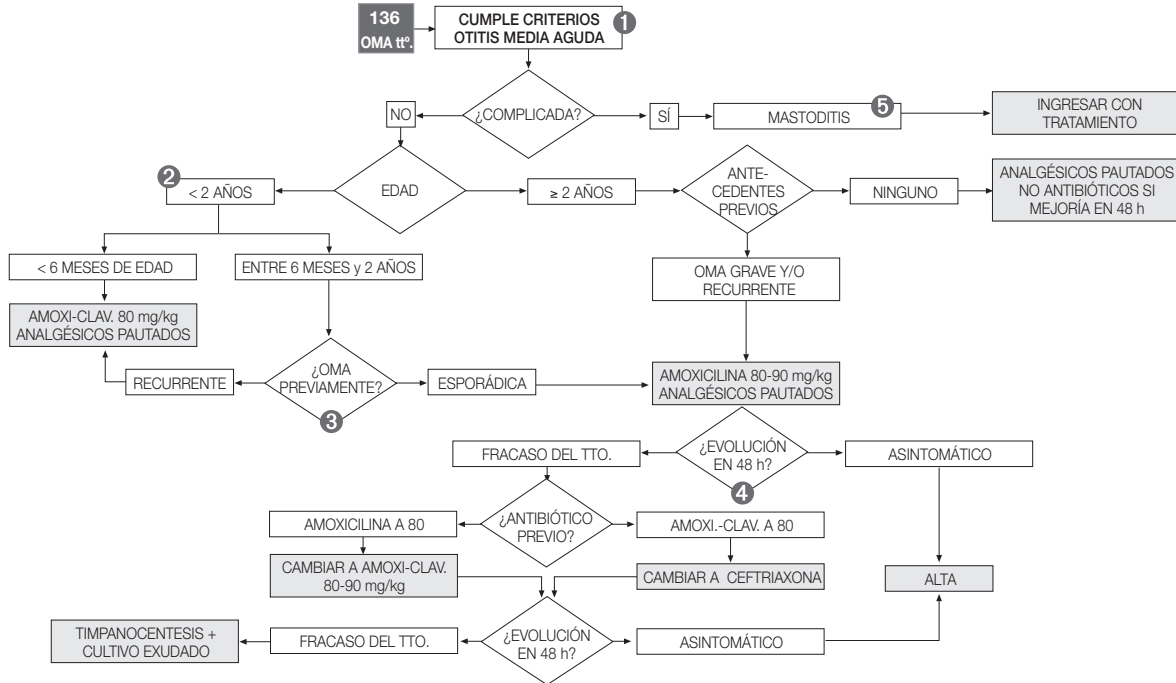 136
OMA ttº.
CUMPLE CRITERIOS
OTITIS MEDIA AGUDA
1
¿COMPLICADA?
NO
SÍ
MASTODITIS
5
INGRESAR CON
TRATAMIENTO
2
< 2 AÑOS
EDAD
≥ 2 AÑOS
ANTE-
CEDENTES
PREVIOS
NINGUNO
ANALGÉSICOS PAUTADOS
NO ANTIBIÓTICOS SI
MEJORÍA EN 48 h
< 6 MESES DE EDAD
ENTRE 6 MESES y 2 AÑOS
OMA GRAVE Y/O
RECURRENTE
AMOXI-CLAV. 80 mg/kg
ANALGÉSICOS PAUTADOS
RECURRENTE
¿OMA
PREVIAMENTE?
3
ESPORÁDICA
AMOXICILINA 80-90 mg/kg
ANALGÉSICOS PAUTADOS
FRACASO DEL TTO.
¿EVOLUCIÓN
EN 48 h?
4
ASINTOMÁTICO
AMOXICILINA A 80
¿ANTIBIÓTICO
PREVIO?
AMOXI.-CLAV. A 80
CAMBIAR A AMOXI-CLAV.
80-90 mg/kg
CAMBIAR A CEFTRIAXONA
ALTA
TIMPANOCENTESIS +
CULTIVO EXUDADO
FRACASO DEL TTO.
¿EVOLUCIÓN
EN 48 h?
ASINTOMÁTICO